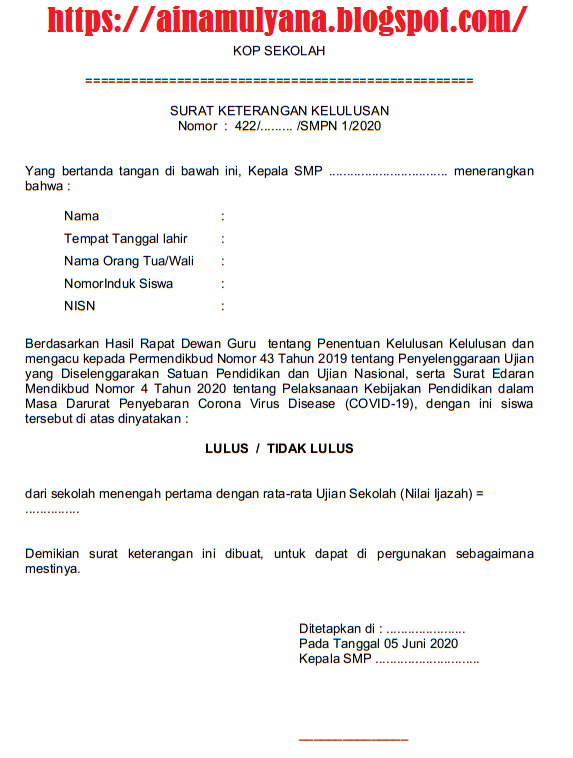 https://ainamulyana.blogspot.com/
KOP SEKOLAH
===================================================
SURAT KETERANGAN KELULUSAN
Nomor : 422/......... /SMPN 1/2020
Yang bertanda tangan di bawah ini, Kepala SMP ................................. menerangkan
bahwa :
Nama :
Tempat Tanggal lahir :
Nama Orang Tua/Wali :
NomorInduk Siswa :
NISN :
Berdasarkan Hasil Rapat Dewan Guru tentang Penentuan Kelulusan Kelulusan dan
mengacu kepada Permendikbud Nomor 43 Tahun 2019 tentang Penyelenggaraan Ujian
yang Diselenggarakan Satuan Pendidikan dan Ujian Nasional, serta Surat Edaran
Mendikbud Nomor 4 Tahun 2020 tentang Pelaksanaan Kebijakan Pendidikan dalam
Masa Darurat Penyebaran Corona Virus Disease (COVID-19), dengan ini siswa
tersebut di atas dinyatakan :
LULUS / TIDAK LULUS
dari sekolah menengah pertama dengan rata-rata Ujian Sekolah (Nilai Ijazah) =
...............
Demikian surat keterangan ini dibuat, untuk dapat di pergunakan sebagaimana
mestinya.
Ditetapkan di : ......................
Pada Tanggal 05 Juni 2020
Kepala SMP .............................
_______________